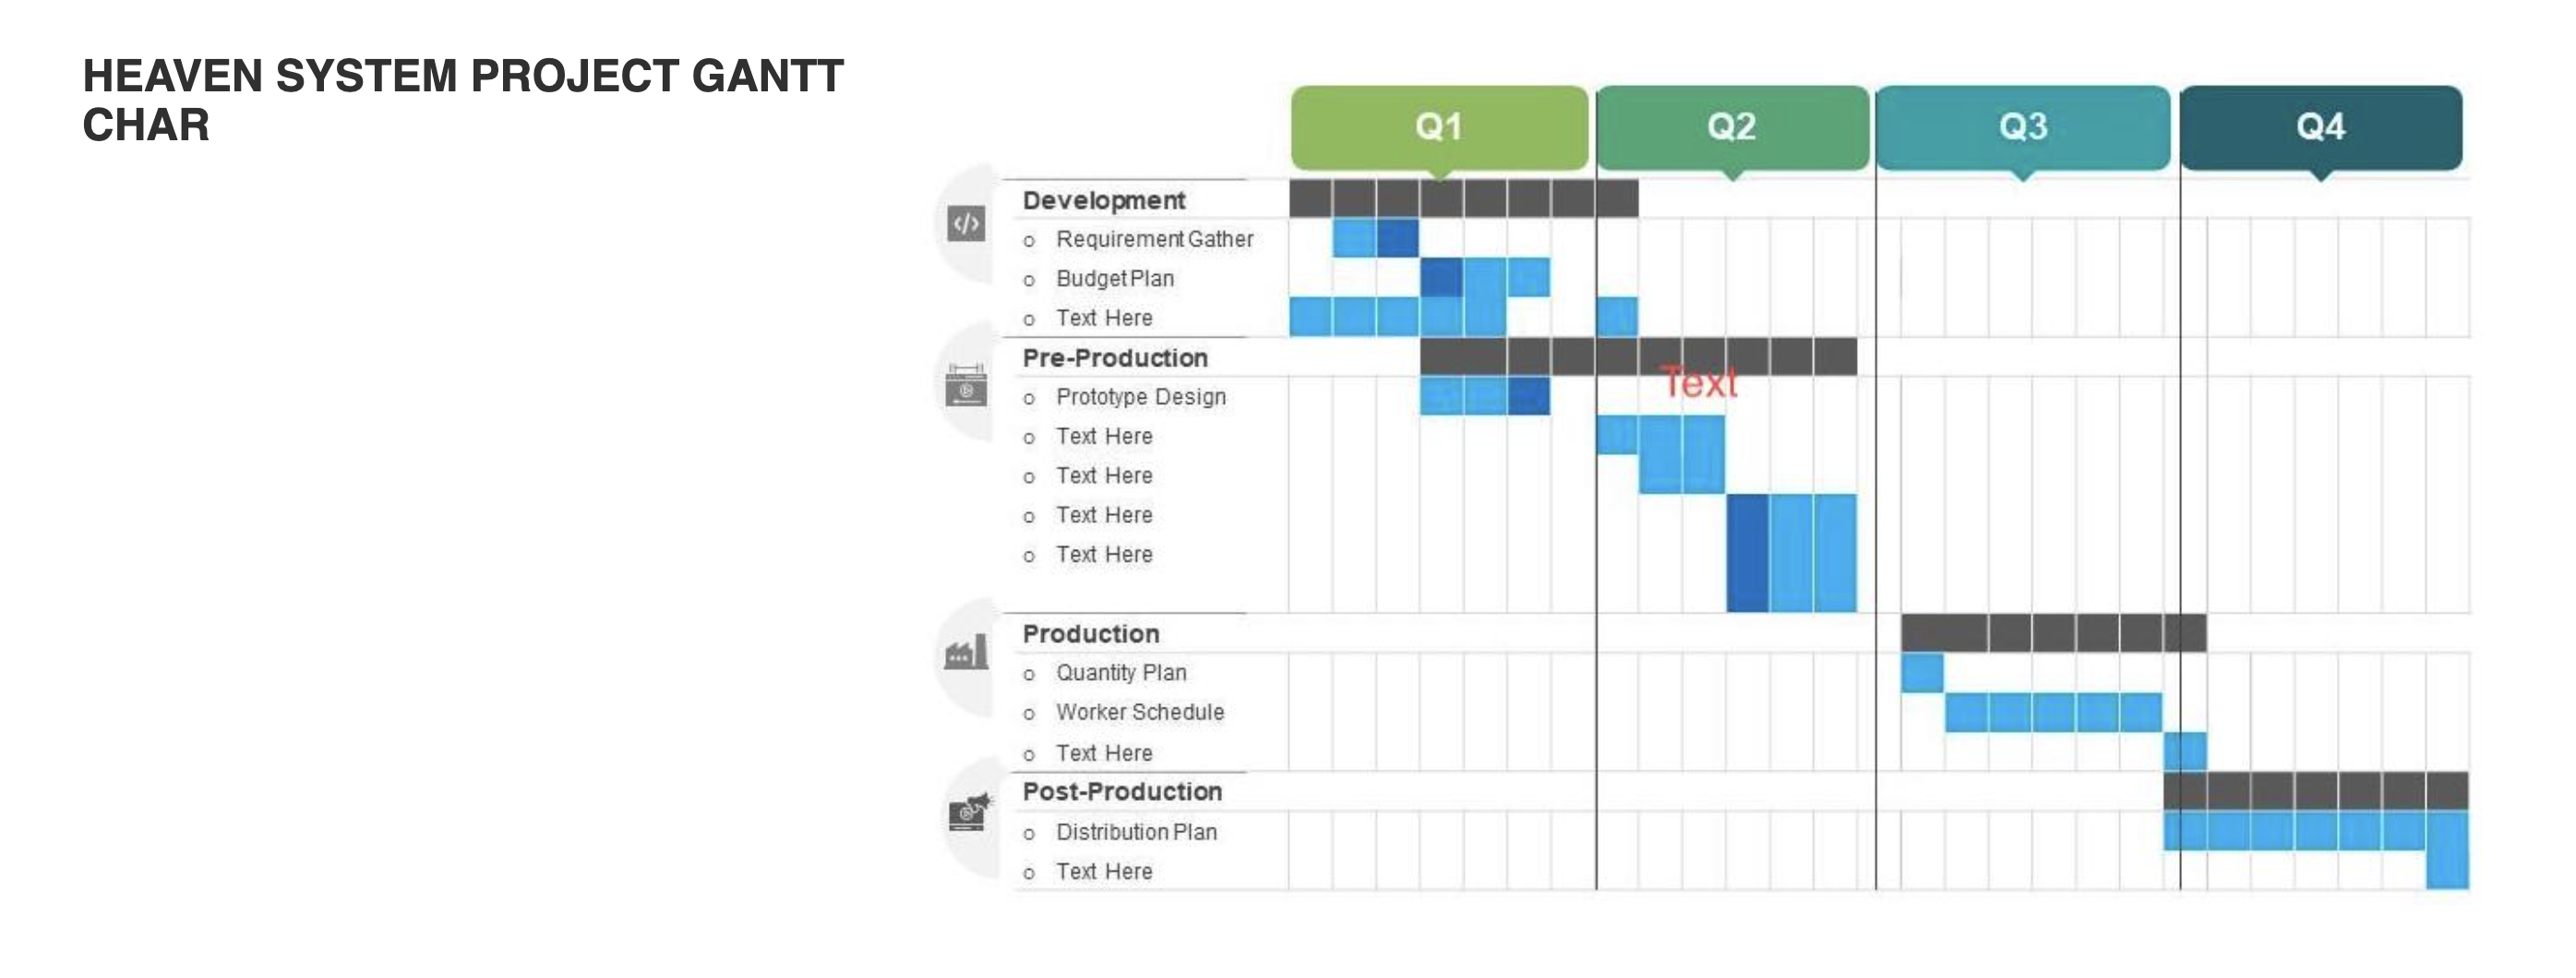 HEAVEN SYSTEM PROJECT GANTT
CHAR
Q1 Q2 Q3 Q4
Development
</>
o Requirement Gather
o Budget Plan
o Text Here
Pre-Production
Text
o Prototype Design
o Text Here
o Text Here
o Text Here
o Text Here
Production
o Quantity Plan
o Worker Schedule
o Text Here
Post-Production
o Distribution Plan
o Text Here